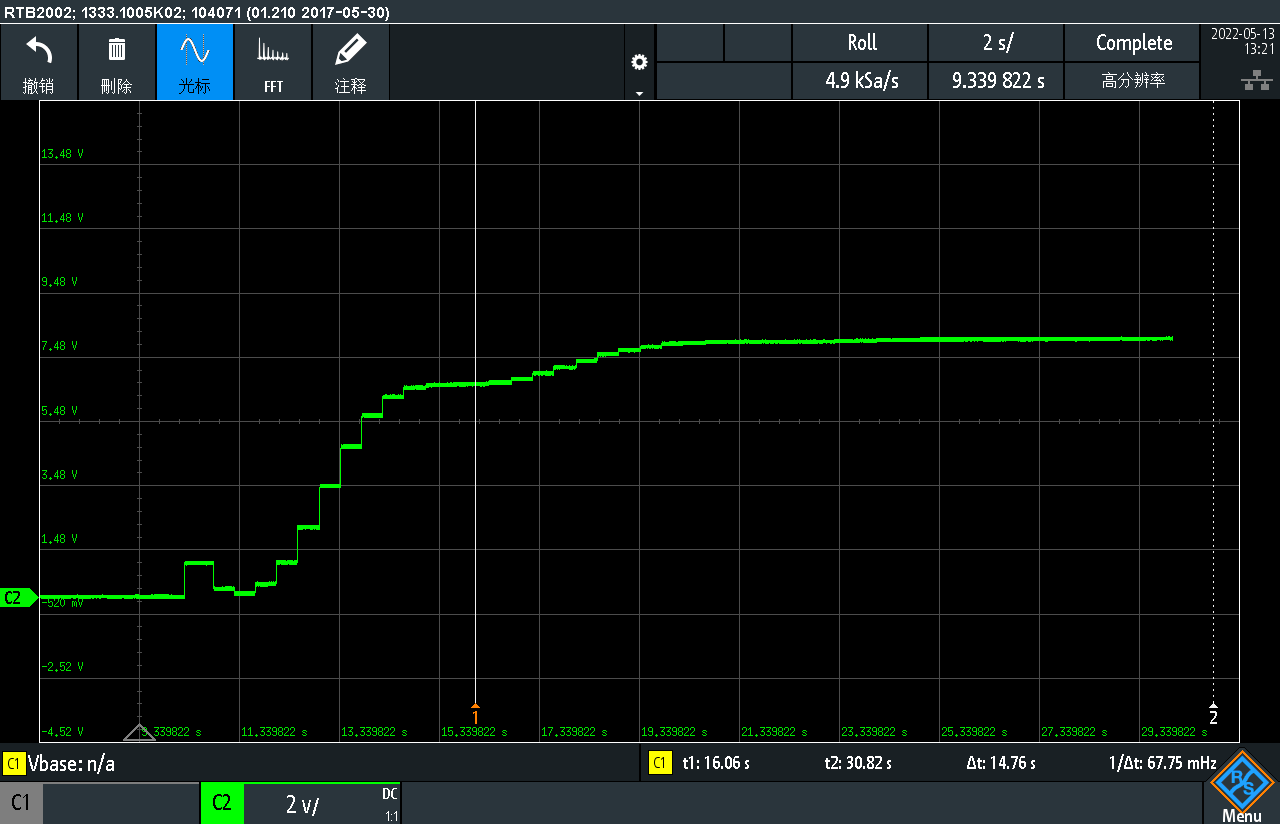 RTB2002; 1333.1005K02; 104071 (01.210 2017-05-30)
撤销
删除
光标
FFT
注释
Roll
2 s/
Complete
4.9 kSa/s
9.339 822 s
高分辨率
2022-05-13
13:21
13,48 V
11,48 V
9,48 V
7,48 V
5,48 V
3,48 V
1,48 V
C2
-520 mV
-2,52 V
-4,52 V
9,339822 s
11,339822 s
13,339822 s
15,339822 s
17,339822 s
19,339822 s
21,339822 s
23,339822 s
25,339822 s
27,339822 s
29,339822 s
1
2
C1 Vbase: n/a
C1 t1: 16.06 s t2: 30.82 s Δt: 14.76 s 1/Δt: 67.75 mHz
C1
C2
2 V/
DC
1:1
R S
Menu